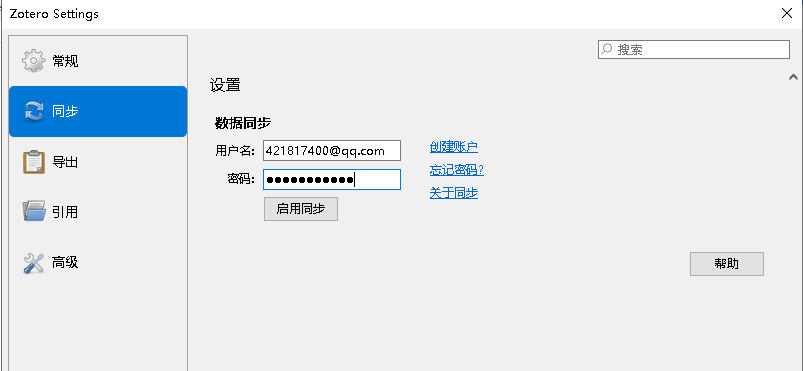 Zotero Settings
常规
同步
导出
引用
高级
搜索
设置
数据同步
用户名: 421817400@qq.com
密码: ●●●●●●●●●●●
启用同步
创建账户
忘记密码?
关于同步
帮助